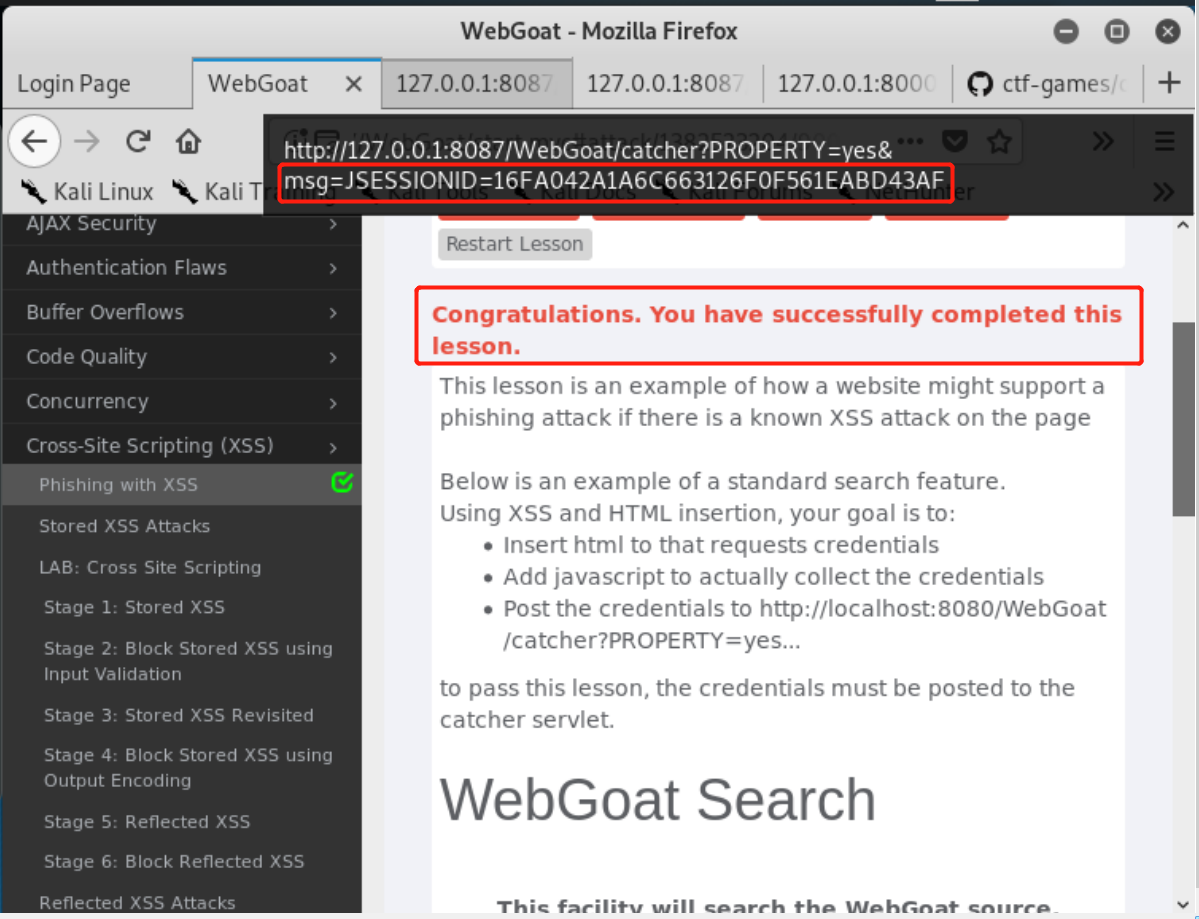 WebGoat - Mozilla Firefox
Login Page
WebGoat
127.0.0.1:8087
127.0.0.1:8087
127.0.0.1:8000
ctf-games/
http://127.0.0.1:8087/WebGoat/catcher?PROPERTY=yes&
msg=JSESSIONID=16FA042A1A6C663126F0F561EABD43AF
Kali Linux
Kali Training
Kali Tools
Kali Docs
Kali Forums
NetHunter
AJAX Security
Authentication Flaws
Buffer Overflows
Code Quality
Concurrency
Cross-Site Scripting (XSS)
Phishing with XSS
Stored XSS Attacks
LAB: Cross Site Scripting
Stage 1: Stored XSS
Stage 2: Block Stored XSS using
Input Validation
Stage 3: Stored XSS Revisited
Stage 4: Block Stored XSS using
Output Encoding
Stage 5: Reflected XSS
Stage 6: Block Reflected XSS
Reflected XSS Attacks
Restart Lesson
Congratulations. You have successfully completed this
lesson.
This lesson is an example of how a website might support a
phishing attack if there is a known XSS attack on the page
Below is an example of a standard search feature.
Using XSS and HTML insertion, your goal is to:
• Insert html to that requests credentials
• Add javascript to actually collect the credentials
• Post the credentials to http://localhost:8080/WebGoat
/catcher?PROPERTY=yes...
to pass this lesson, the credentials must be posted to the
catcher servlet.
WebGoat Search
This facility will search the WebGoat source.